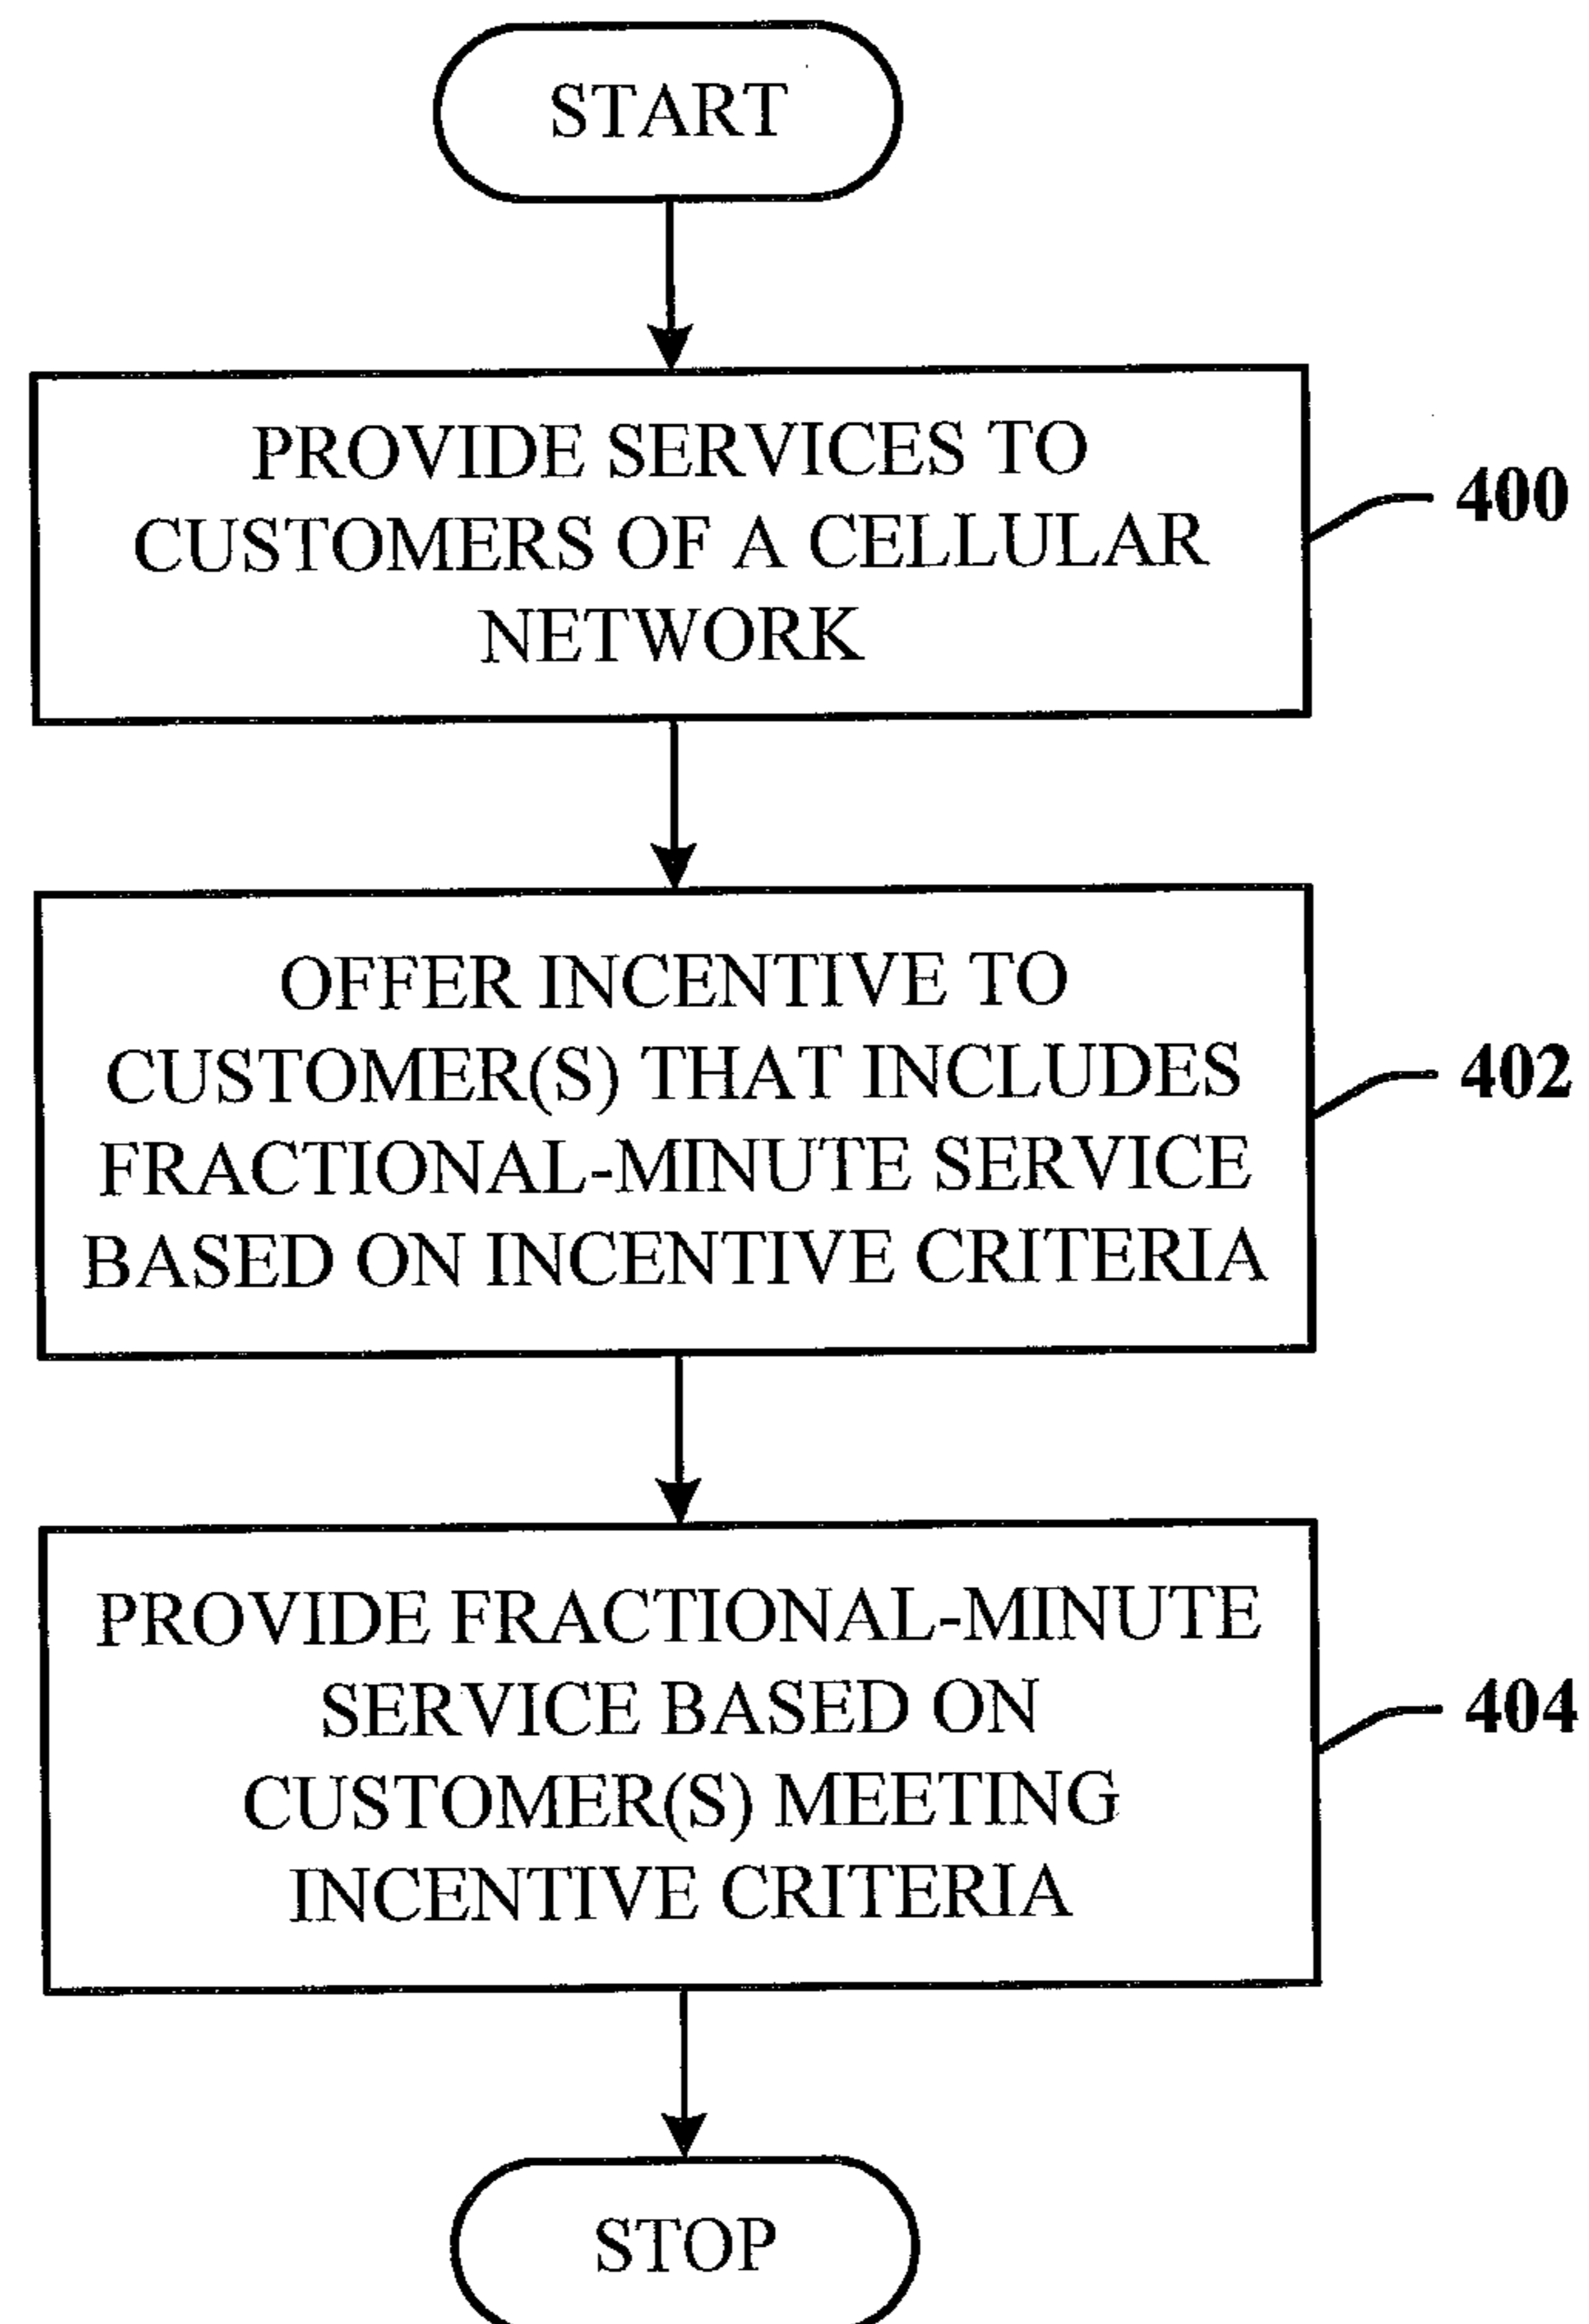 START
PROVIDE SERVICES TO
CUSTOMERS OF A CELLULAR
NETWORK
400
OFFER INCENTIVE TO
CUSTOMER(S) THAT INCLUDES
FRACTIONAL-MINUTE SERVICE
BASED ON INCENTIVE CRITERIA
402
PROVIDE FRACTIONAL-MINUTE
SERVICE BASED ON
CUSTOMER(S) MEETING
INCENTIVE CRITERIA
404
STOP